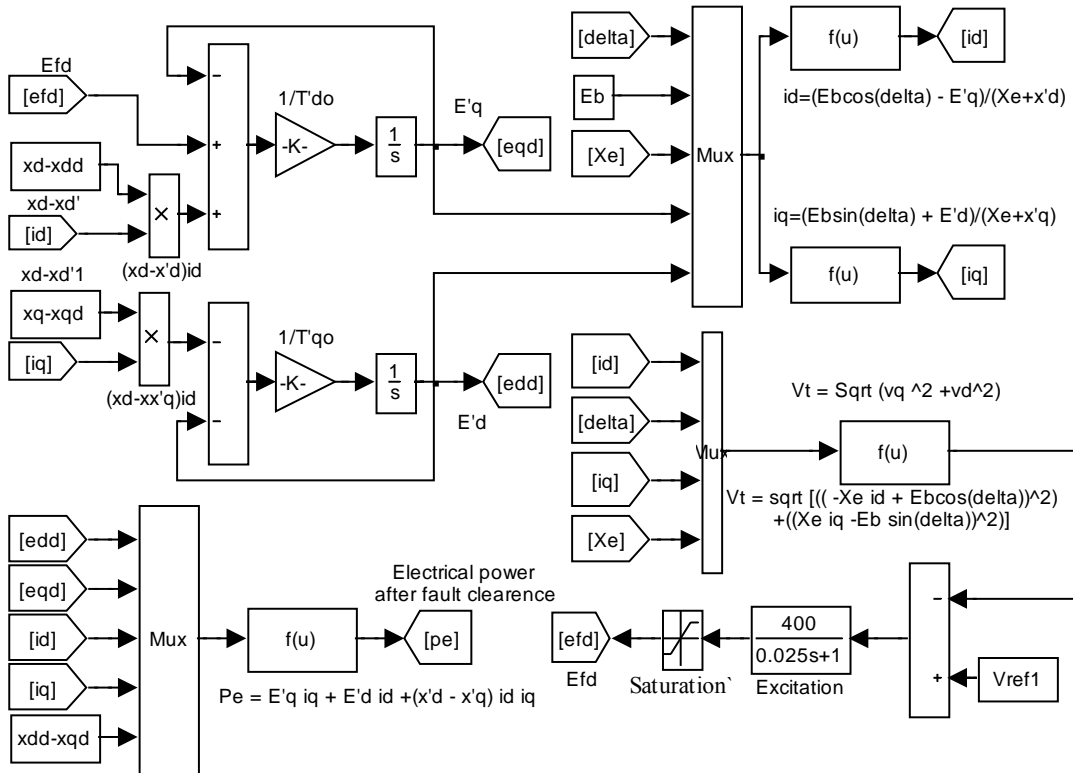 Efd
[efd]
xd-xdd
xd-xd'
[id]
×
(xd-x'd)id
−
+
+
1/T'do
-K-
1
s
E'q
[eqd]
xd-xd'1
xq-xqd
[iq]
×
(xd-xx'q)id
−
−
1/T'qo
-K-
1
s
[edd]
E'd
[delta]
Eb
[Xe]
Mux
f(u)
[id]
id=(Ebcos(delta) - E'q)/(Xe+x'd)
iq=(Ebsin(delta) + E'd)/(Xe+x'q)
f(u)
[iq]
[id]
[delta]
[iq]
[Xe]
Mux
Vt = Sqrt (vq ^2 +vd^2)
f(u)
Vt = sqrt [(( -Xe id + Ebcos(delta))^2)
+((Xe iq -Eb sin(delta))^2)]
[edd]
[eqd]
[id]
[iq]
xdd-xqd
Mux
f(u)
Electrical power
after fault clearence
[pe]
Pe = E'q iq + E'd id +(x'd - x'q) id iq
[efd]
Efd
Saturation`
400
0.025s+1
Excitation
−
+
Vref1